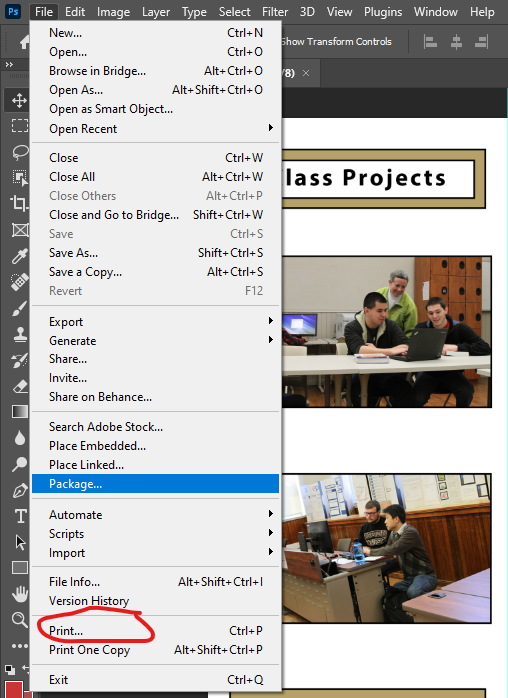 Ps File Edit Image Layer Type Select Filter 3D View Plugins Window Help
Show Transform Controls
/8) ×
New... Ctrl+N
Open... Ctrl+O
Browse in Bridge... Alt+Ctrl+O
Open As... Alt+Shift+Ctrl+O
Open as Smart Object...
Open Recent
Close Ctrl+W
Close All Alt+Ctrl+W
Close Others Alt+Ctrl+P
Close and Go to Bridge... Shift+Ctrl+W
Save Ctrl+S
Save As... Shift+Ctrl+S
Save a Copy... Alt+Ctrl+S
Revert F12
Export
Generate
Share...
Invite...
Share on Behance...
Search Adobe Stock...
Place Embedded...
Place Linked...
Package...
Automate
Scripts
Import
File Info... Alt+Shift+Ctrl+I
Version History
Print... Ctrl+P
Print One Copy Alt+Shift+Ctrl+P
Exit Ctrl+Q
lass Projects